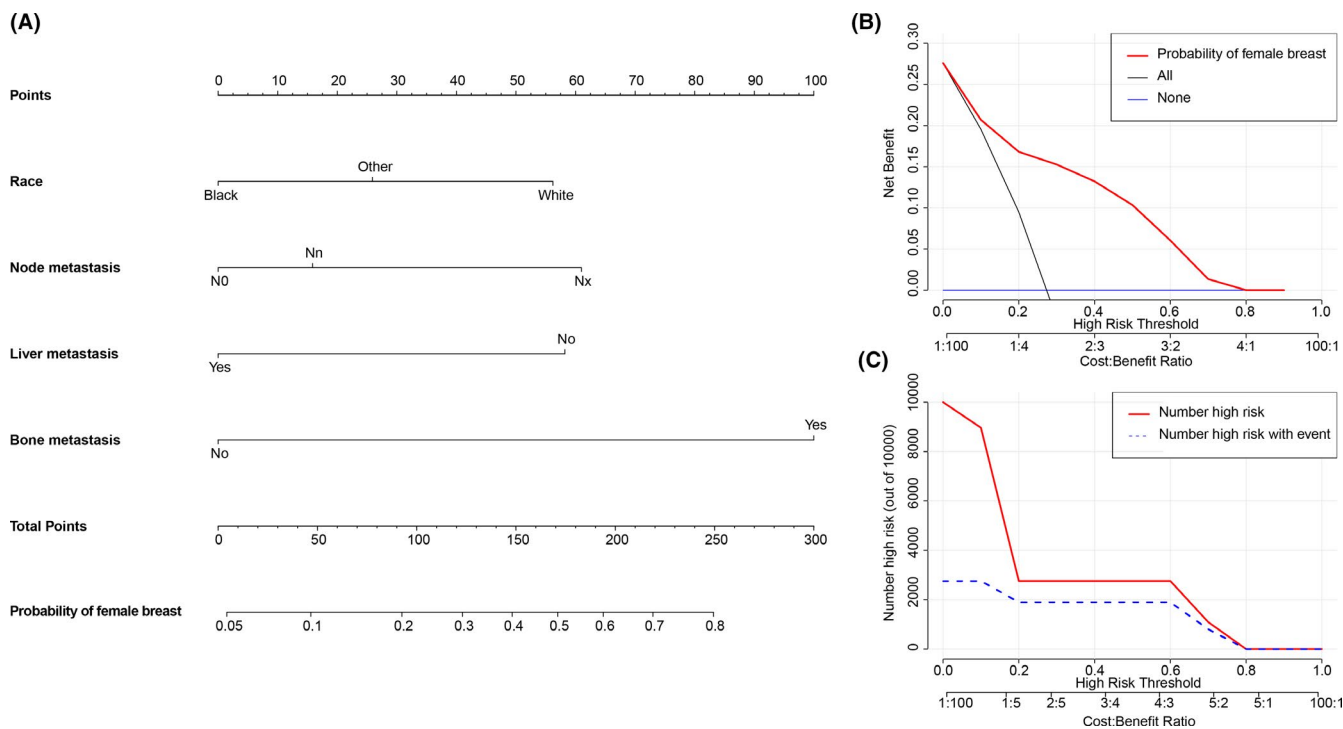 (A)
Points
0 10 20 30 40 50 60 70 80 90 100
Race
Other
Black White
Node metastasis
Nn
N0 Nx
Liver metastasis
No
Yes
Bone metastasis
Yes
No
Total Points
0 50 100 150 200 250 300
Probability of female breast
0.05 0.1 0.2 0.3 0.4 0.5 0.6 0.7 0.8
(B)
Net Benefit
0.30
0.25
0.20
0.15
0.10
0.05
0.00
Probability of female breast
All
None
0.0 0.2 0.4 0.6 0.8 1.0
High Risk Threshold
1:100 1:4 2:3 3:2 4:1 100:1
Cost:Benefit Ratio
(C)
Number high risk (out of 10000)
10000
8000
6000
4000
2000
0
Number high risk
Number high risk with event
0.0 0.2 0.4 0.6 0.8 1.0
High Risk Threshold
1:100 1:5 2:5 3:4 4:3 5:2 5:1 100:1
Cost:Benefit Ratio